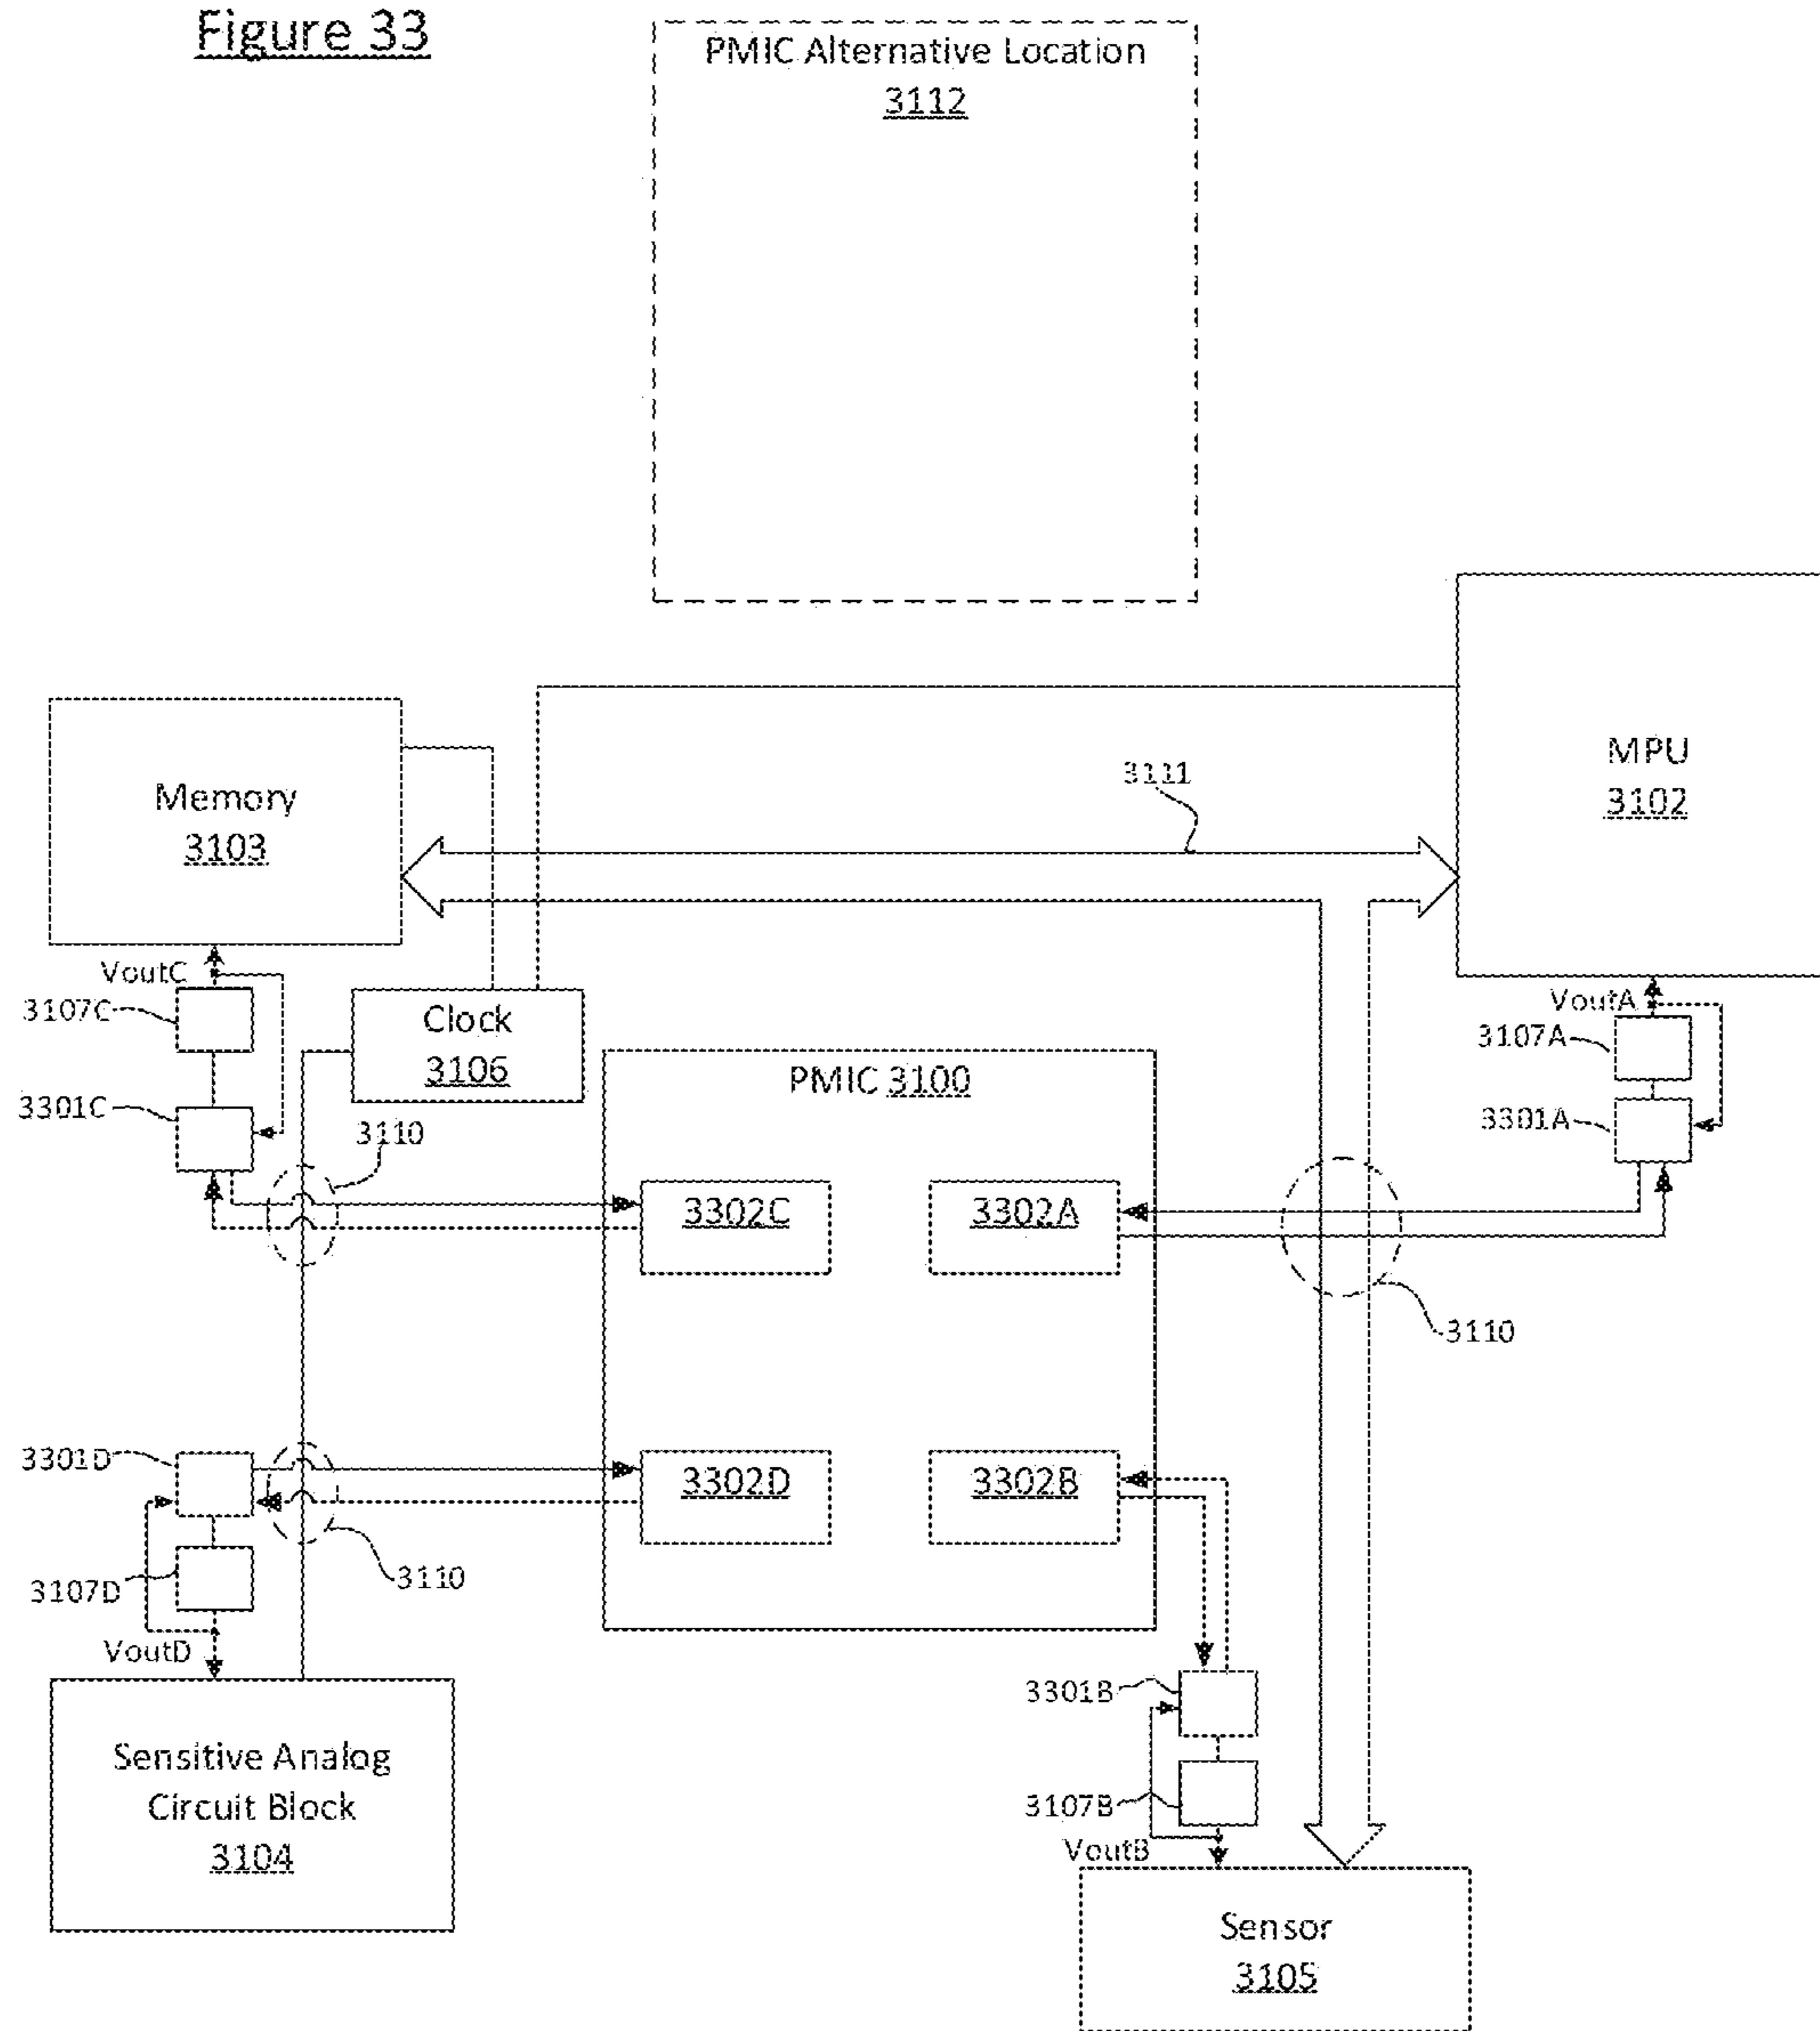 Figure 33
PMIC Alternative Location
3112
MPU
3102
3111
Memory
3103
VoutC
3107C
Clock
3106
VoutA
3107A
3301C
3110
PMIC 3100
3301A
3302C
3302A
3110
3301D
3302D
3302B
3107D
3110
VoutD
3301B
Sensitive Analog
Circuit Block
3104
3107B
VoutB
Sensor
3105